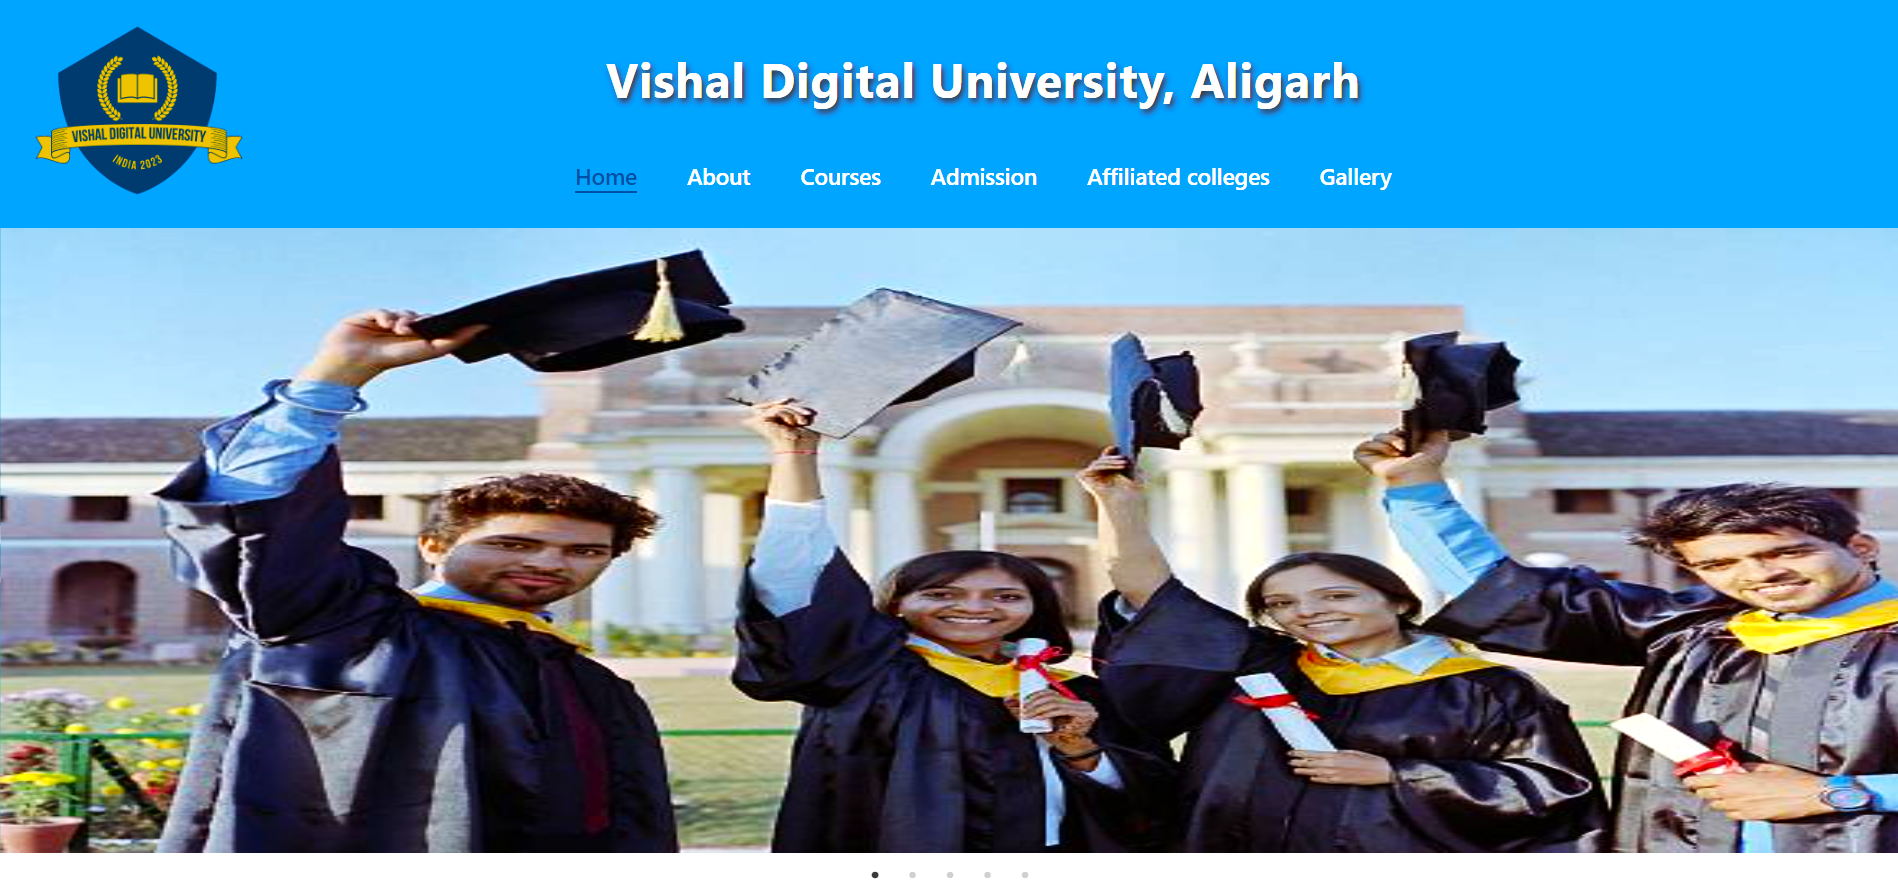 Vishal Digital University, Aligarh
VISHAL DIGITAL UNIVERSITY
INDIA 2023
Home About Courses Admission Affiliated colleges Gallery